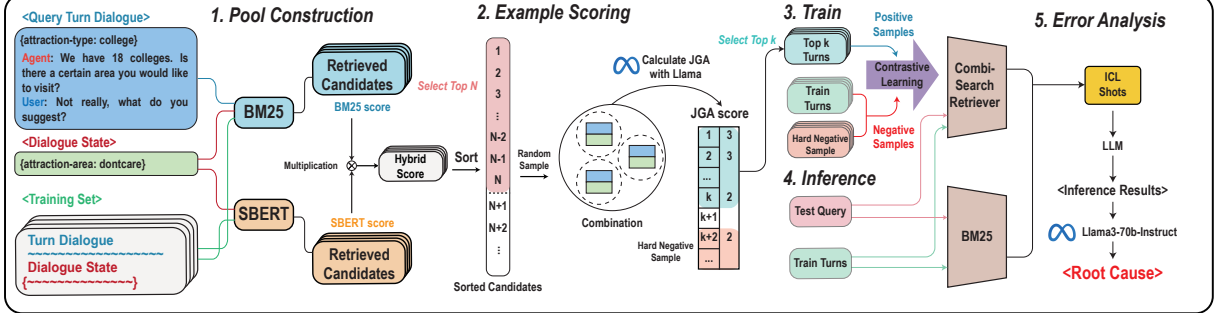 1. Pool Construction
<Query Turn Dialogue>
{attraction-type: college}
Agent: We have 18 colleges. Is
there a certain area you would like
to visit?
User: Not really, what do you
suggest?
<Dialogue State>
{attraction-area: dontcare}
<Training Set>
Turn Dialogue
~~~~~~~~~~~~~~~~~~
Dialogue State
{~~~~~~~~~~~~~~}
BM25
SBERT
Retrieved
Candidates
BM25 score
Multiplication
Hybrid
Score
SBERT score
Retrieved
Candidates
Sort
2. Example Scoring
Select Top N
1
2
3
⋮
N-2
N-1
N
N+1
N+2
⋮
Sorted Candidates
Random
Sample
Calculate JGA
with Llama
Combination
JGA score
1 3
2 3
...
k 2
k+1
k+2 2
...
Hard Negative
Sample
3. Train
Select Top k
Top k
Turns
Positive
Samples
Contrastive
Learning
Train
Turns
Hard Negative
Sample
Negative
Samples
Combi-
Search
Retriever
4. Inference
Test Query
Train Turns
BM25
5. Error Analysis
ICL
Shots
LLM
<Inference Results>
Llama3-70b-Instruct
<Root Cause>